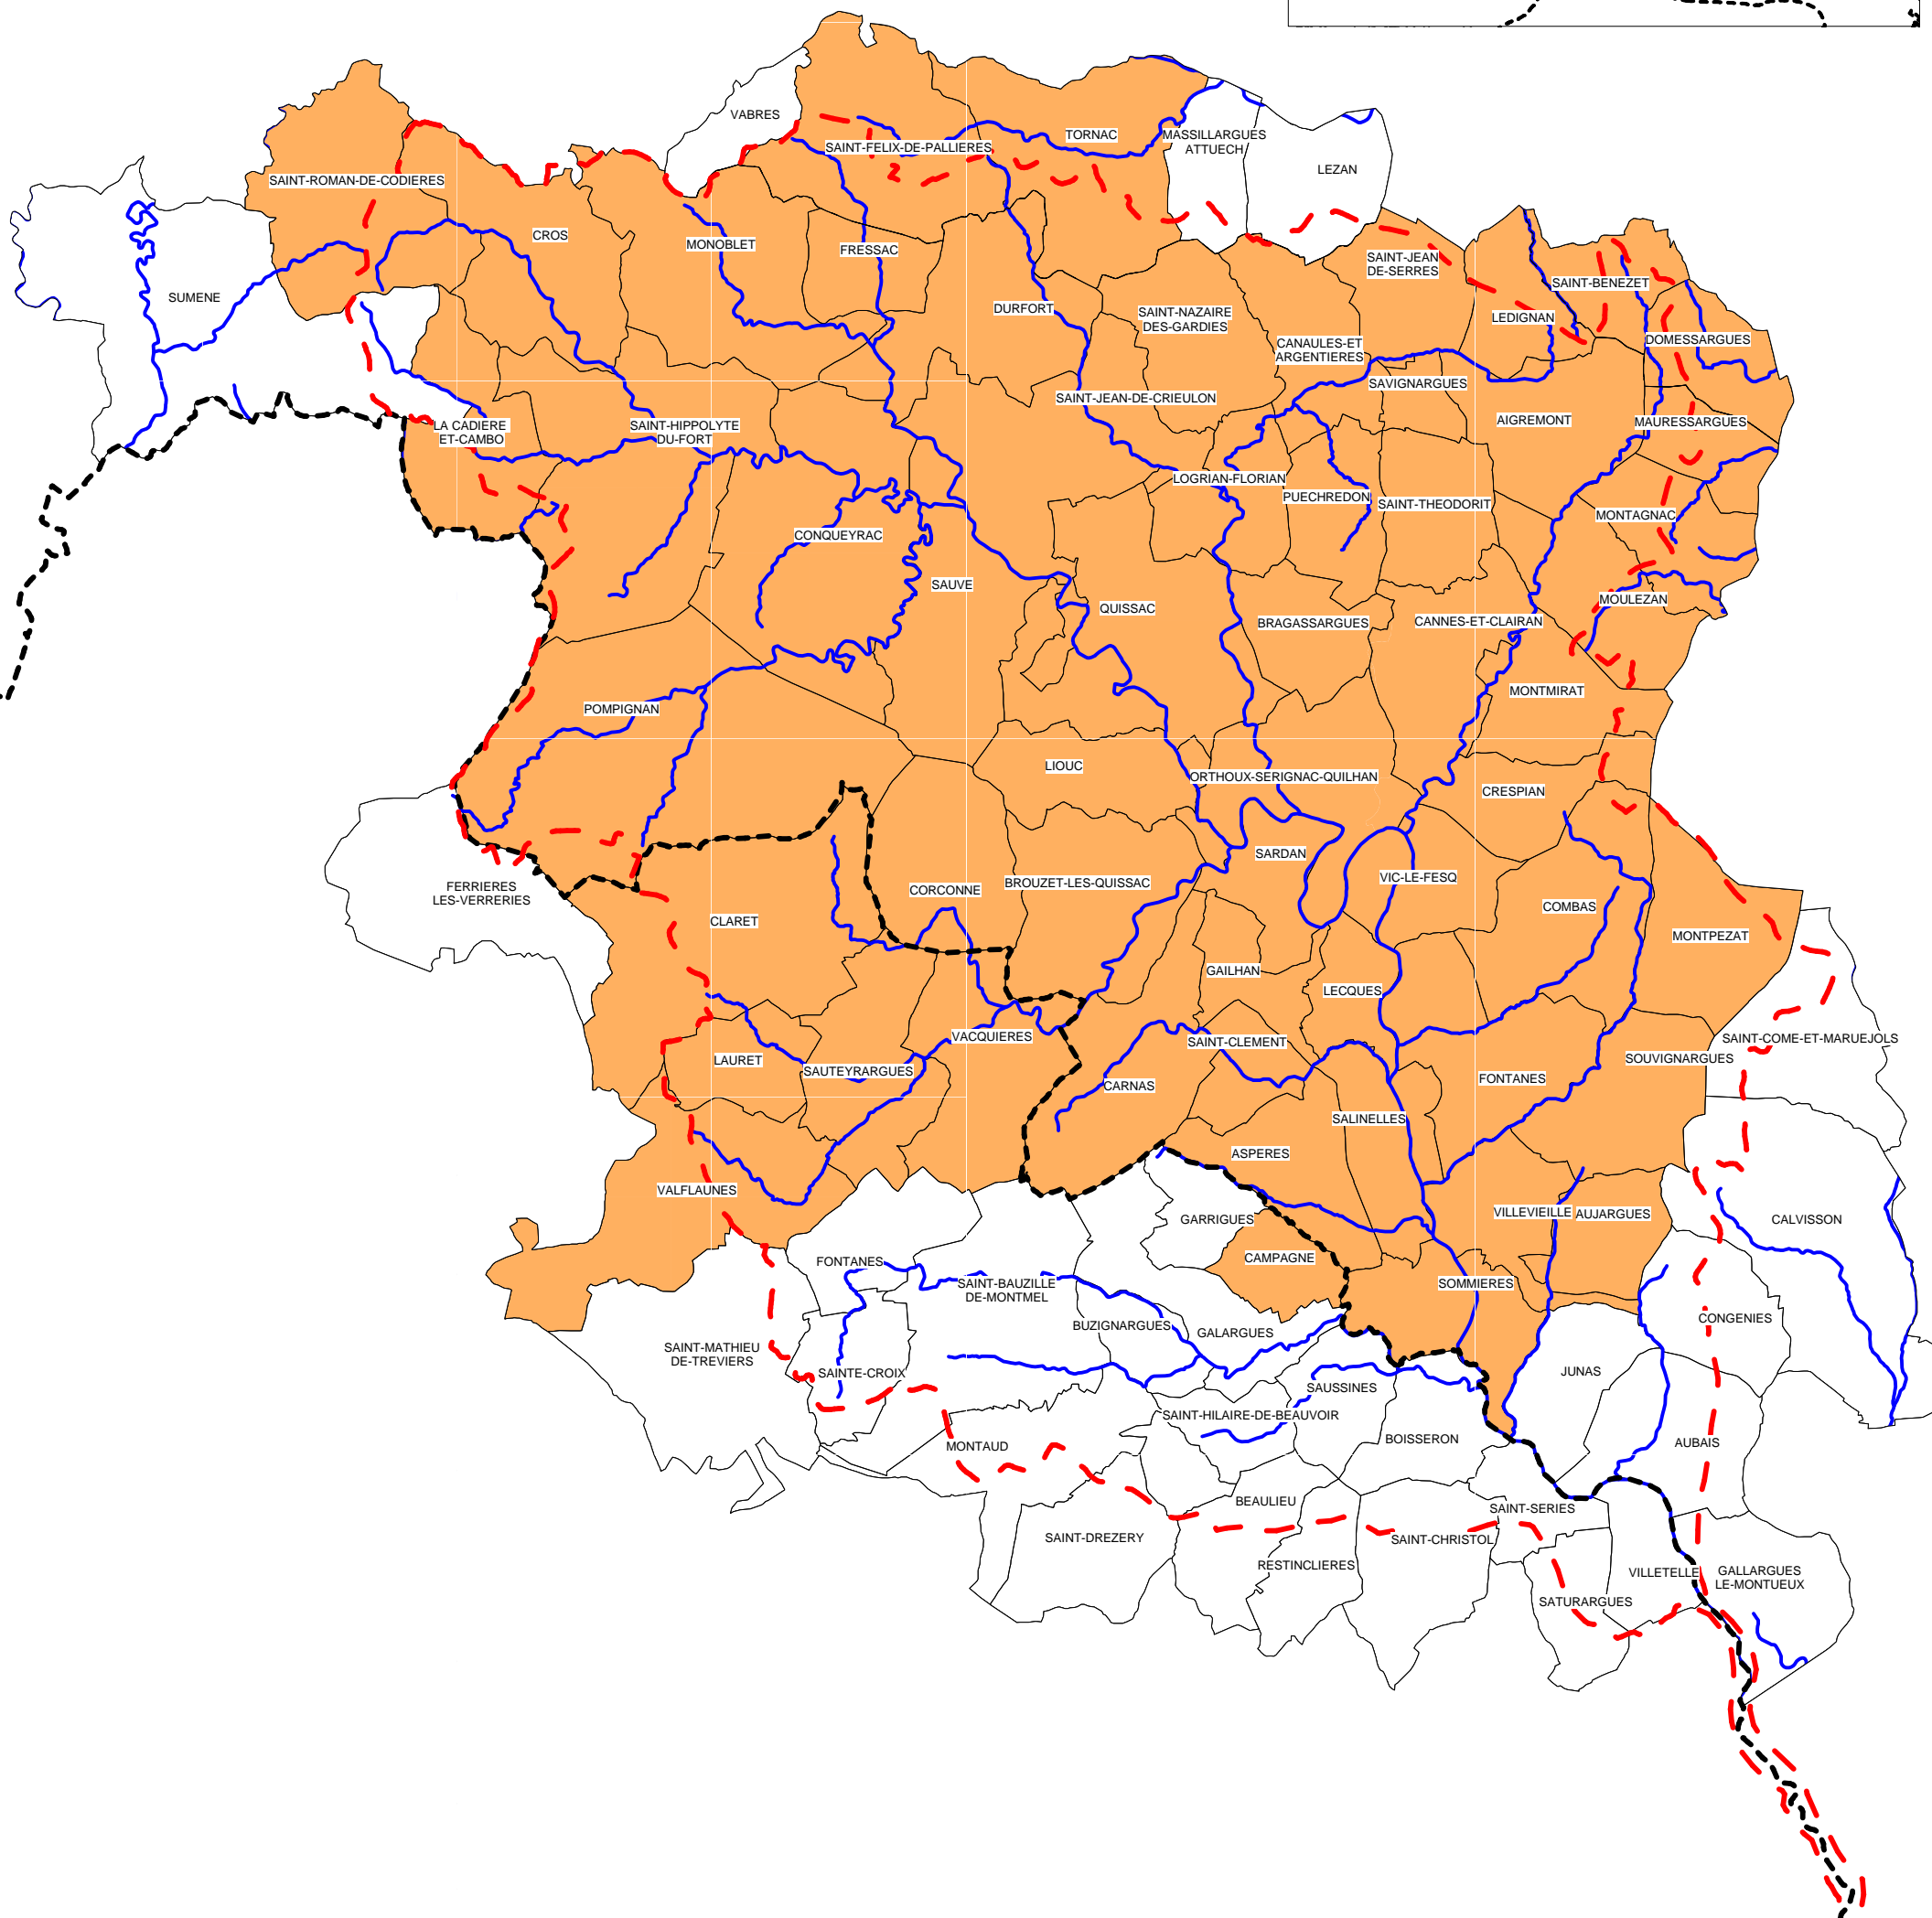 VABRES
SAINT-FELIX-DE-PALLIERES
TORNAC
MASSILLARGUES
ATTUECH
LEZAN
SAINT-ROMAN-DE-CODIERES
CROS
MONOBLET
FRESSAC
SAINT-JEAN
DE-SERRES
SAINT-BENEZET
SUMENE
DURFORT
SAINT-NAZAIRE
DES-GARDIES
LEDIGNAN
DOMESSARGUES
CANAULES-ET
ARGENTIERES
SAVIGNARGUES
SAINT-JEAN-DE-CRIEULON
AIGREMONT
MAURESSARGUES
LA CADIERE
ET-CAMBO
SAINT-HIPPOLYTE
DU-FORT
LOGRIAN-FLORIAN
PUECHREDON
SAINT-THEODORIT
MONTAGNAC
CONQUEYRAC
SAUVE
QUISSAC
MOULEZAN
BRAGASSARGUES
CANNES-ET-CLAIRAN
POMPIGNAN
MONTMIRAT
LIOUC
ORTHOUX-SERIGNAC-QUILHAN
CRESPIAN
SARDAN
FERRIERES
LES-VERRERIES
CORCONNE
BROUZET-LES-QUISSAC
VIC-LE-FESQ
CLARET
COMBAS
MONTPEZAT
GAILHAN
LECQUES
VACQUIERES
SAINT-CLEMENT
SAINT-COME-ET-MARUEJOLS
LAURET
SAUTEYRARGUES
CARNAS
SOUVIGNARGUES
FONTANES
SALINELLES
ASPERES
VALFLAUNES
GARRIGUES
VILLEVIEILLE
AUJARGUES
CALVISSON
FONTANES
CAMPAGNE
SAINT-BAUZILLE
DE-MONTMEL
SOMMIERES
BUZIGNARGUES
GALARGUES
CONGENIES
SAINT-MATHIEU
DE-TREVIERS
SAINTE-CROIX
SAUSSINES
JUNAS
SAINT-HILAIRE-DE-BEAUVOIR
MONTAUD
BOISSERON
AUBAIS
BEAULIEU
SAINT-SERIES
SAINT-DREZERY
SAINT-CHRISTOL
RESTINCLIERES
VILLETELLE
GALLARGUES
LE-MONTUEUX
SATURARGUES